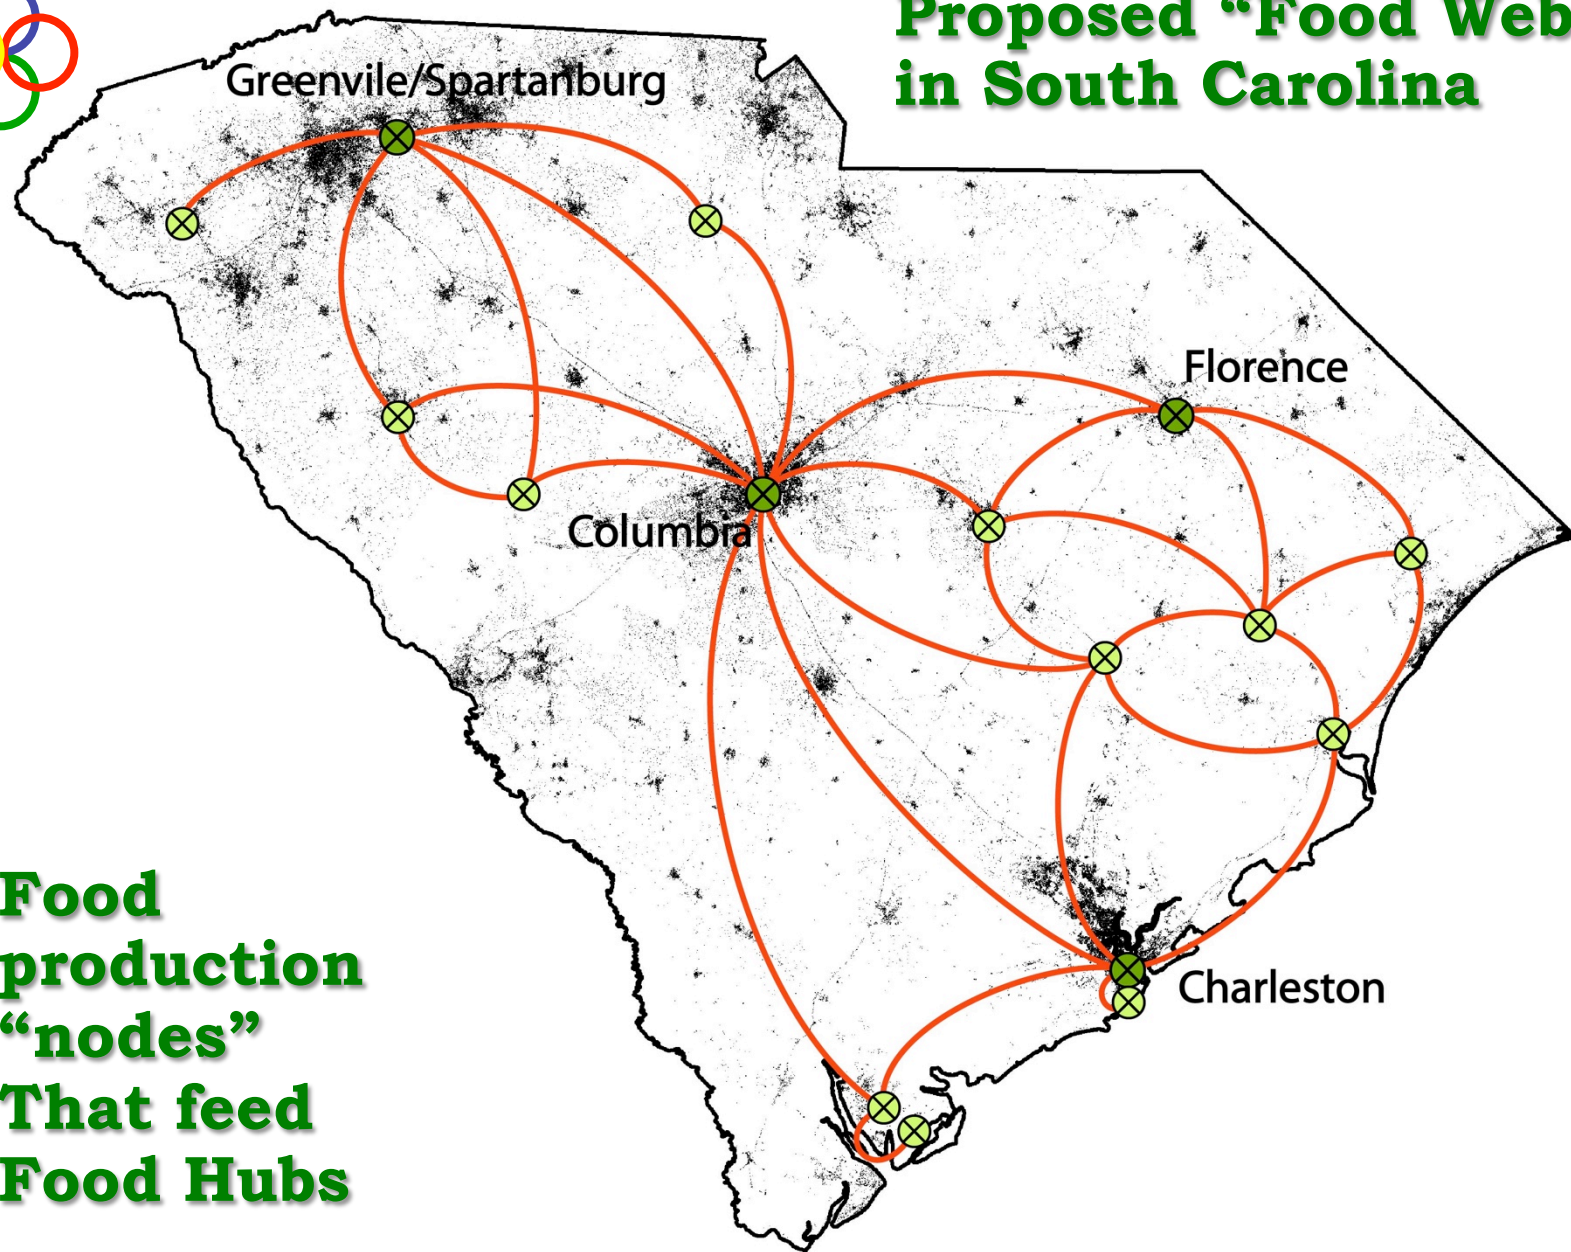 Proposed “Food Web
in South Carolina
Greenvile/Spartanburg
Florence
Columbia
Charleston
Food
production
“nodes”
That feed
Food Hubs